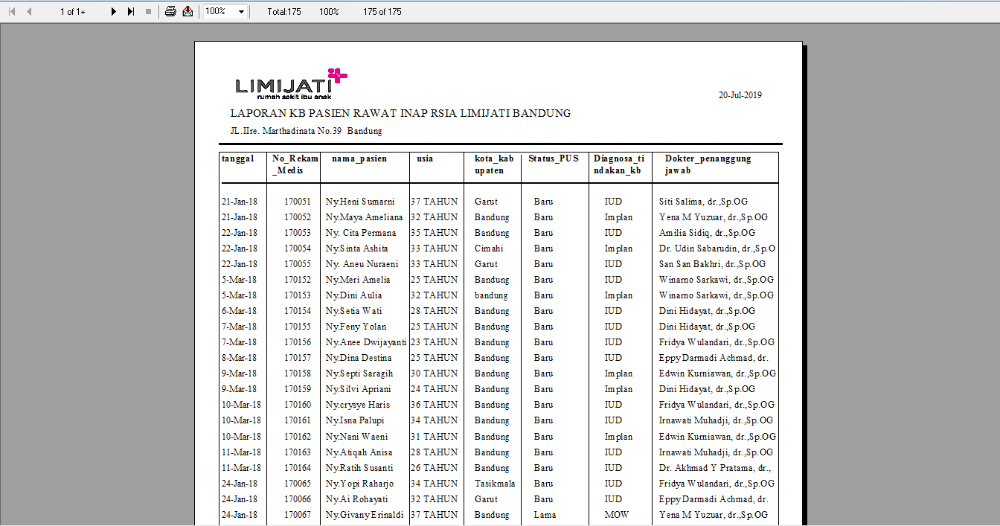 1 of 1+ 100% Total:175 100% 175 of 175
LIMIJATI
rumah sakit ibu anak
20-Jul-2019
LAPORAN KB PASIEN RAWAT INAP RSIA LIMIJATI BANDUNG
JL.IIre. Marthadinata No.39 Bandung
tanggal No_Rekam nama_pasien usia kota_kab Status_PUS Diagnosa_ti Dokter_penanggung
_Medis upaten ndakan_kb jawab
21-Jan-18 170051 Ny.Heni Sumarni 37 TAHUN Garut Baru IUD Siti Salima, dr.,Sp.OG
21-Jan-18 170052 Ny.Maya Ameliana 32 TAHUN Bandung Baru Implan Yena M Yuzuar, dr.,Sp.OG
22-Jan-18 170053 Ny. Cita Permana 35 TAHUN Bandung Baru IUD Amilia Sidiq, dr.,Sp.OG
22-Jan-18 170054 Ny.Sinta Ashita 33 TAHUN Cimahi Baru Implan Dr. Udin Sabarudin, dr.,Sp.O
22-Jan-18 170055 Ny. Aneu Nuraeni 33 TAHUN Garut Baru IUD San San Bakhri, dr.,Sp.OG
5-Mar-18 170152 Ny.Meri Amelia 25 TAHUN Bandung Baru IUD Winarno Sarkawi, dr.,Sp.OG
5-Mar-18 170153 Ny.Dini Aulia 32 TAHUN bandung Baru Implan Winarno Sarkawi, dr.,Sp.OG
6-Mar-18 170154 Ny.Setia Wati 28 TAHUN Bandung Baru IUD Dini Hidayat, dr.,Sp.OG
7-Mar-18 170155 Ny.Feny Yolan 25 TAHUN Bandung Baru IUD Dini Hidayat, dr.,Sp.OG
7-Mar-18 170156 Ny.Anee Dwijayanti 23 TAHUN Bandung Baru IUD Fridya Wulandari, dr.,Sp.OG
8-Mar-18 170157 Ny.Dina Destina 25 TAHUN Bandung Baru IUD Eppy Darmadi Achmad, dr.
9-Mar-18 170158 Ny.Septi Saragih 30 TAHUN Bandung Baru Implan Edwin Kurniawan, dr.,Sp.OG
9-Mar-18 170159 Ny.Silvi Apriani 24 TAHUN Bandung Baru Implan Dini Hidayat, dr.,Sp.OG
10-Mar-18 170160 Ny.crysye Haris 36 TAHUN Bandung Baru IUD Fridya Wulandari, dr.,Sp.OG
10-Mar-18 170161 Ny.Isna Palupi 34 TAHUN Bandung Baru IUD Irnawati Muhadji, dr.,Sp.OG
10-Mar-18 170162 Ny.Nani Waeni 31 TAHUN Bandung Baru Implan Edwin Kurniawan, dr.,Sp.OG
11-Mar-18 170163 Ny.Atiqah Anisa 28 TAHUN Bandung Baru IUD Irnawati Muhadji, dr.,Sp.OG
11-Mar-18 170164 Ny.Ratih Susanti 26 TAHUN Bandung Baru IUD Dr. Akhmad Y Pratama, dr.,
24-Jan-18 170065 Ny.Yopi Raharjo 34 TAHUN Tasikmala Baru IUD Fridya Wulandari, dr.,Sp.OG
24-Jan-18 170066 Ny.Ai Rohayati 32 TAHUN Garut Baru IUD Eppy Darmadi Achmad, dr.
24-Jan-18 170067 Ny.Givany Erinaldi 37 TAHUN Bandung Lama MOW Yena M Yuzuar, dr.,Sp.OG